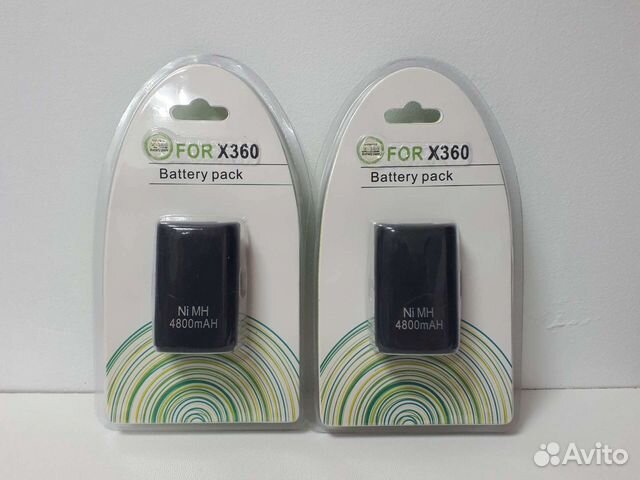 FOR X360
Battery pack
Ni MH
4800mAH
FOR X360
Battery pack
Ni MH
4800mAH
Avito